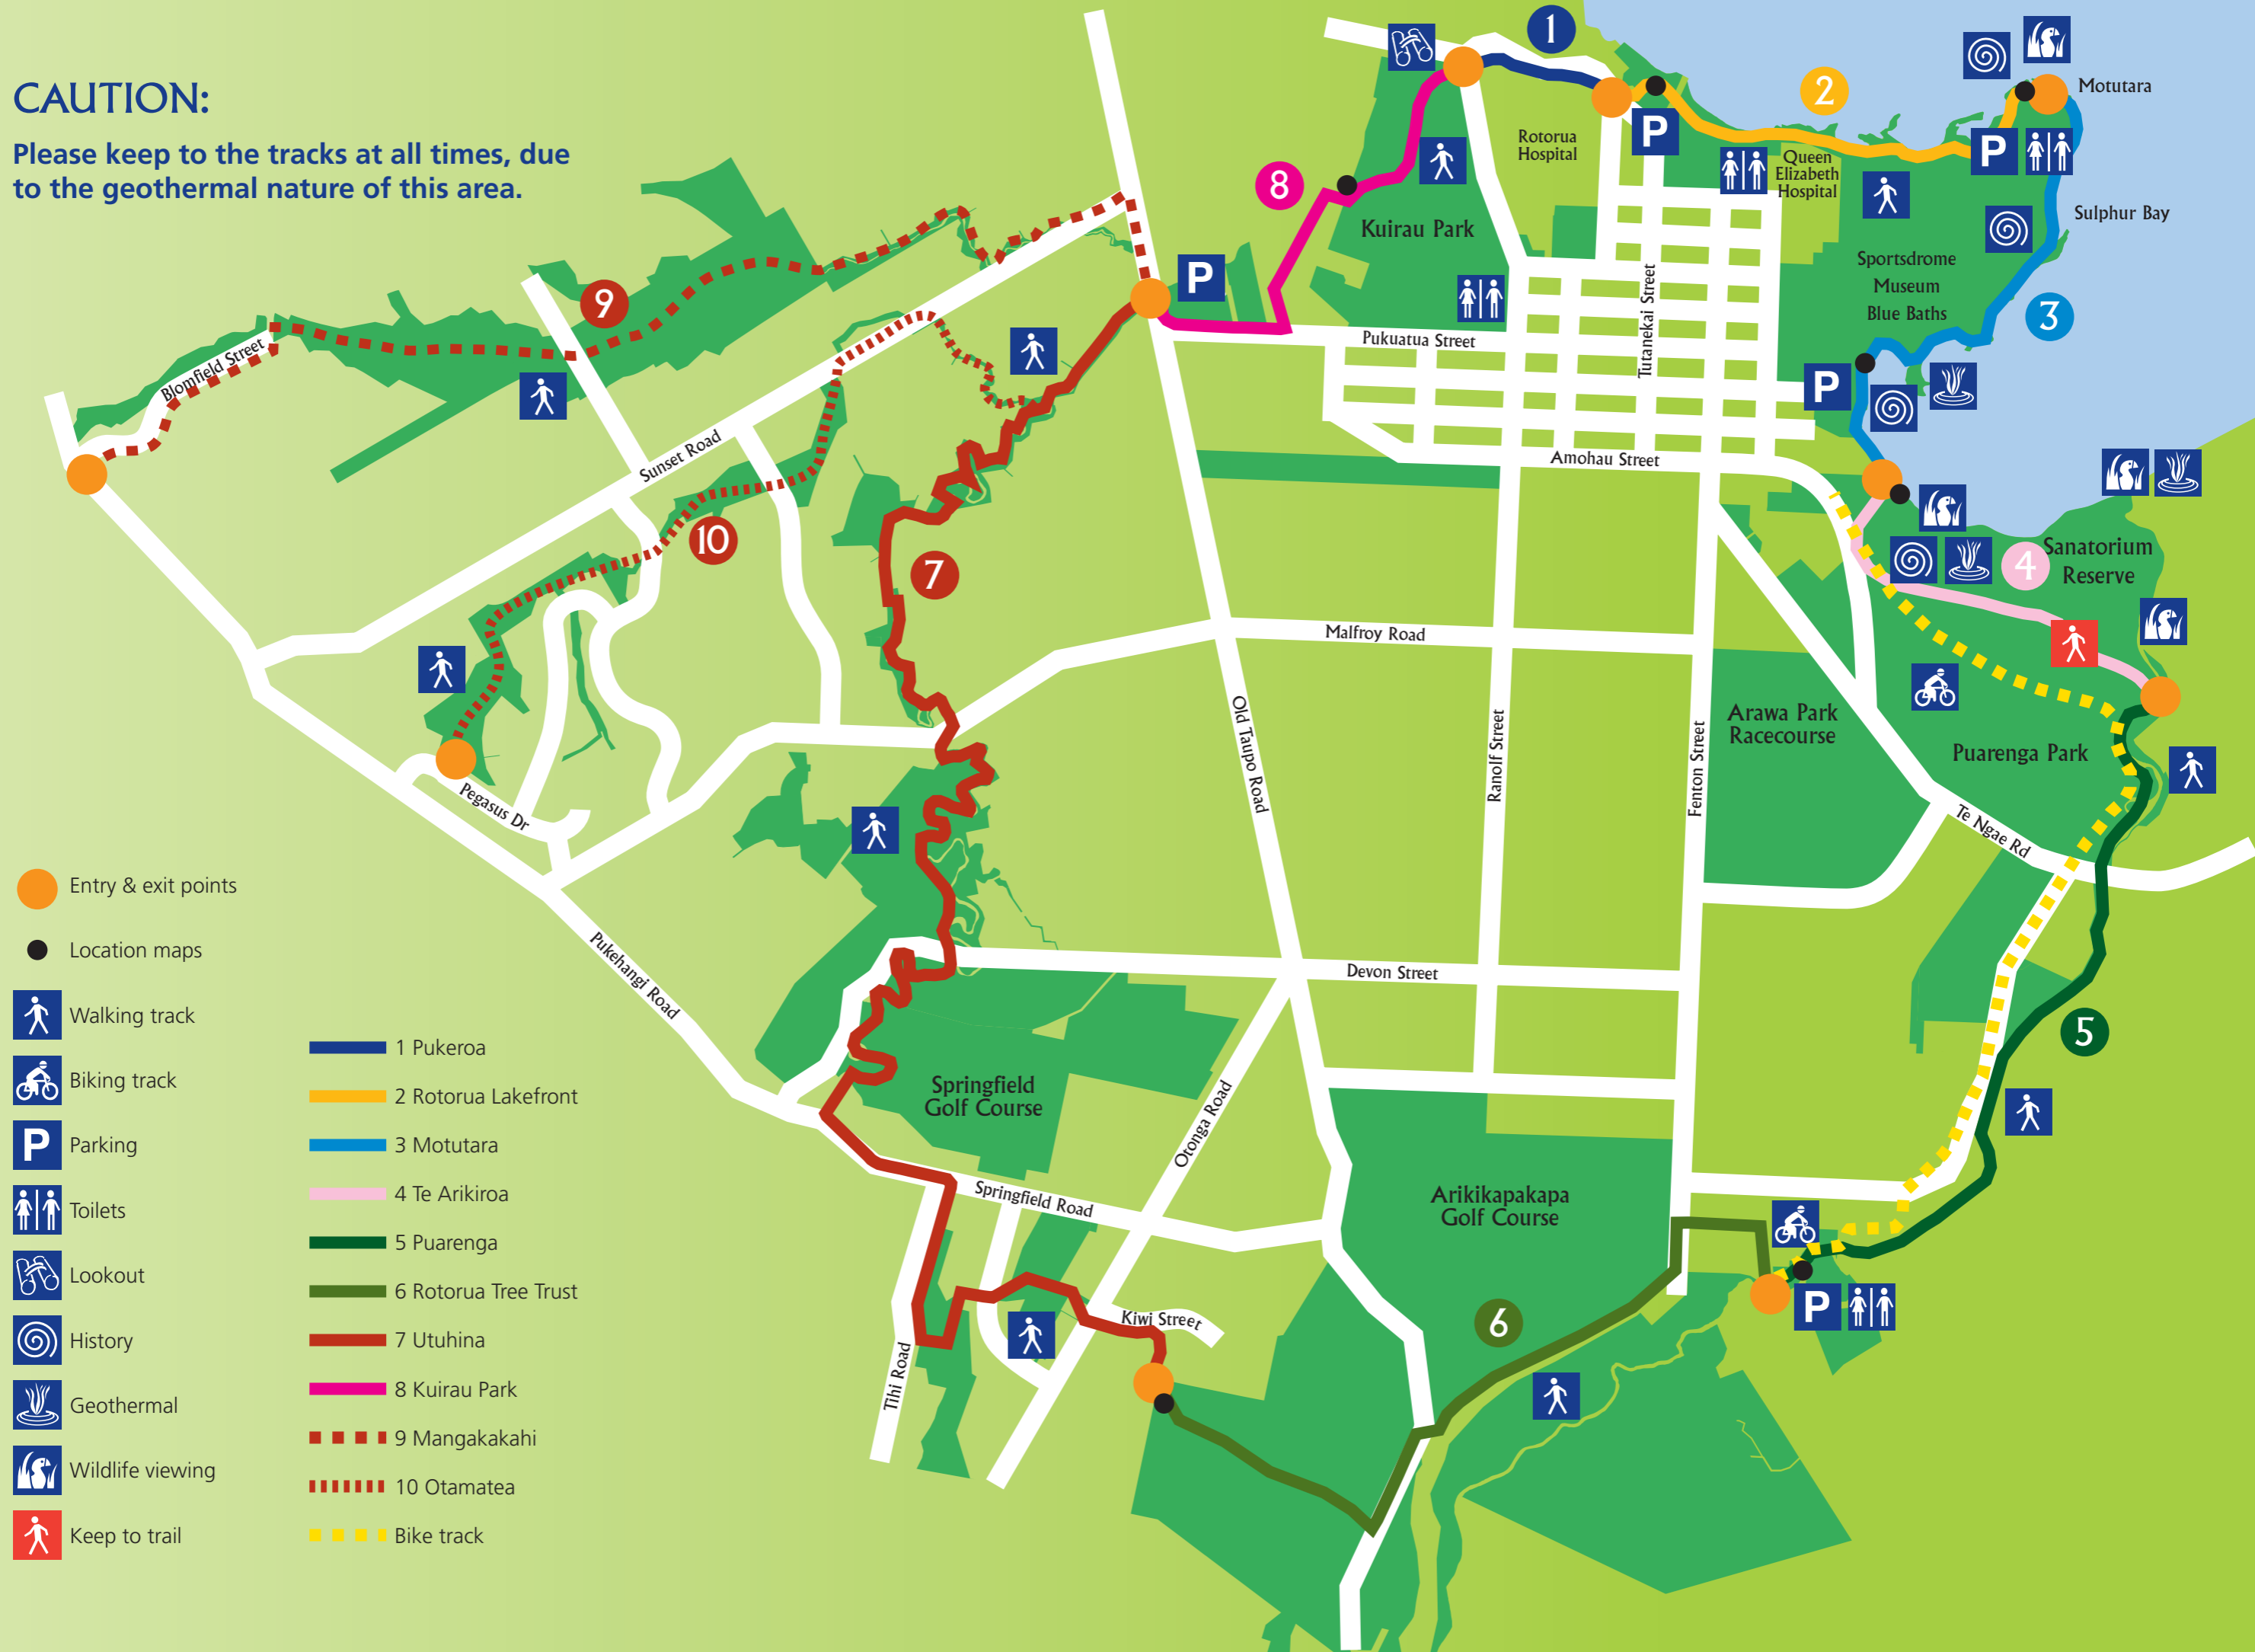 CAUTION:
Please keep to the tracks at all times, due
to the geothermal nature of this area.
1
2
Motutara
P
P
Rotorua
Hospital
Queen
Elizabeth
Hospital
8
Kuirau Park
Sulphur Bay
Sportsdrome
Museum
Blue Baths
P
9
3
Tutanekai Street
Pukuatua Street
Blomfield Street
P
Sunset Road
Amohau Street
10
7
4
Sanatorium
Reserve
Malfroy Road
Old Taupo Road
Ranolf Street
Fenton Street
Arawa Park
Racecourse
Puarenga Park
Pegasus Dr
Te Ngae Rd
Pukehangi Road
Devon Street
5
Springfield
Golf Course
Otonga Road
Springfield Road
Arikikapakapa
Golf Course
Kiwi Street
Tihi Road
6
P
Entry & exit points
Location maps
Walking track
Biking track
P
Parking
Toilets
Lookout
History
Geothermal
Wildlife viewing
Keep to trail
1 Pukeroa
2 Rotorua Lakefront
3 Motutara
4 Te Arikiroa
5 Puarenga
6 Rotorua Tree Trust
7 Utuhina
8 Kuirau Park
9 Mangakakahi
10 Otamatea
Bike track